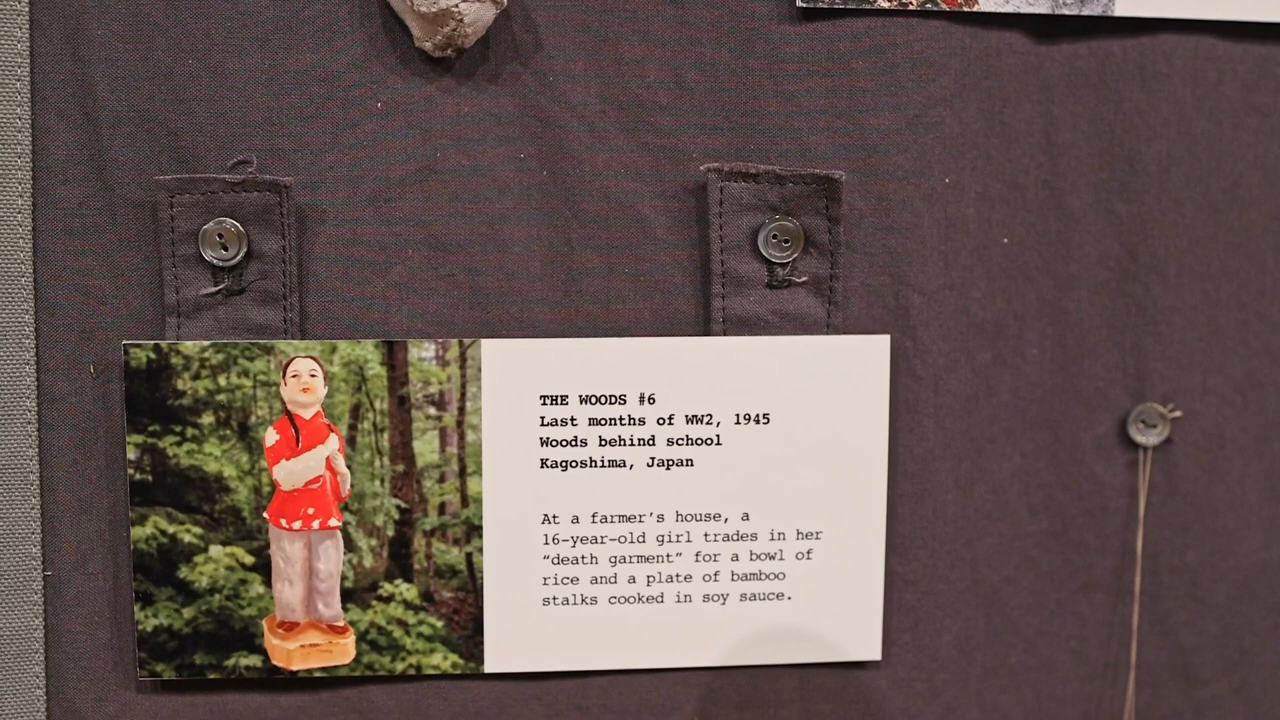 THE WOODS #6
Last months of WW2, 1945
Woods behind school
Kagoshima, Japan
At a farmer's house, a
16-year-old girl trades in her
“death garment” for a bowl of
rice and a plate of bamboo
stalks cooked in soy sauce.